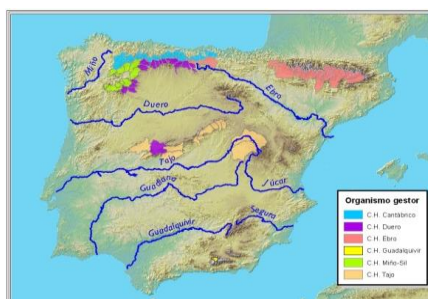 Miño
Duero
Ebro
Tajo
Guadiana
Júcar
Segura
Guadalquivir
Organismo gestor
C.H. Cantábrico
C.H. Duero
C.H. Ebro
C.H. Guadalquivir
C.H. Miño-Sil
C.H. Tajo